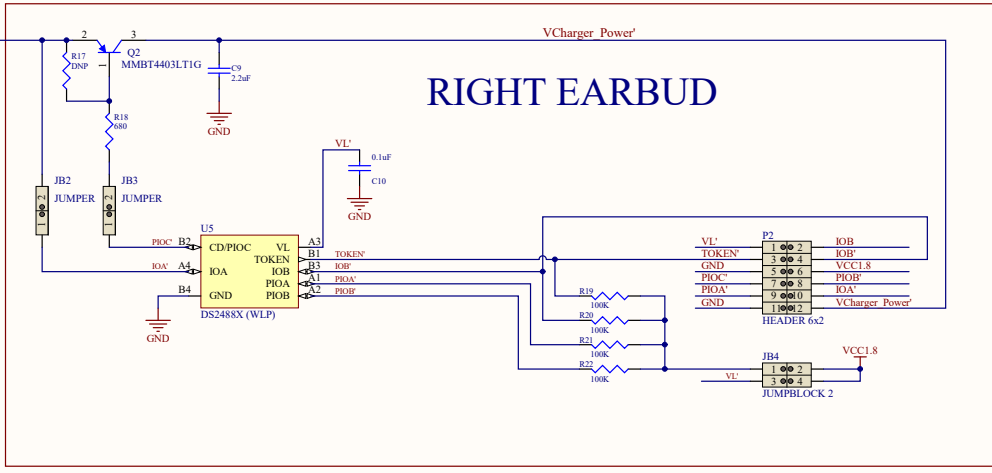 2
3
VCharger_Power'
R17
DNP
Q2
MMBT4403LT1G
1
C9
2.2uF
RIGHT EARBUD
GND
R18
680
VL'
0.1uF
C10
GND
JB2
JUMPER
2
1
JB3
JUMPER
2
1
U5
PIOC'
B2
CD/PIOC
VL
A3
TOKEN
B1
TOKEN'
IOA'
A4
IOA
IOB
B3
IOB'
PIOA
A1
PIOA'
B4
GND
PIOB
A2
PIOB'
DS2488X (WLP)
GND
P2
VL'
1
2
IOB
TOKEN'
3
4
IOB'
GND
5
6
VCC1.8
PIOC'
7
8
PIOB'
PIOA'
9
10
IOA'
GND
11
12
VCharger_Power'
HEADER 6x2
R19
100K
R20
100K
R21
100K
R22
100K
JB4
VCC1.8
1
2
VL'
3
4
JUMPBLOCK 2